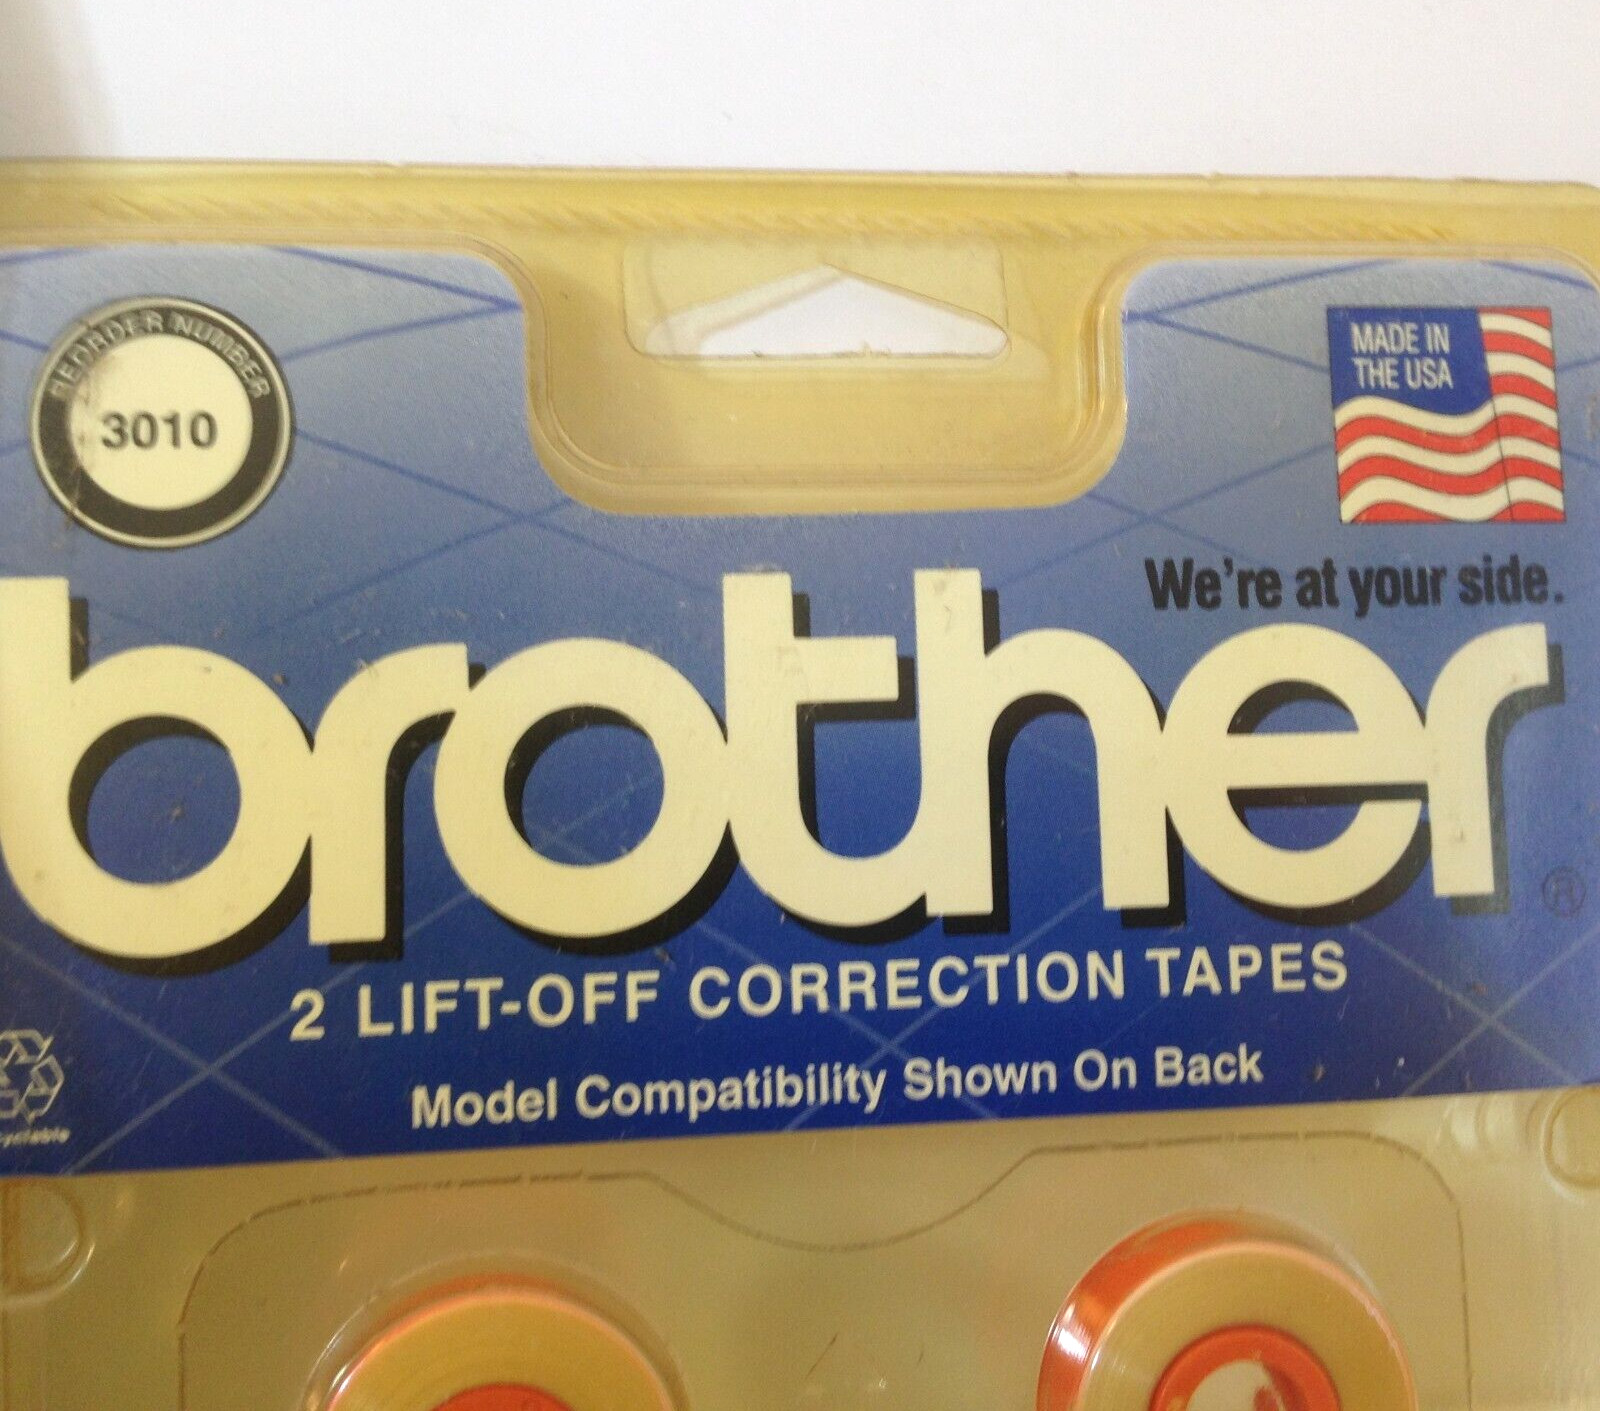 REORDER NUMBER
3010
MADE IN
THE USA
We're at your side.
brother ®
2 LIFT-OFF CORRECTION TAPES
Model Compatibility Shown On Back